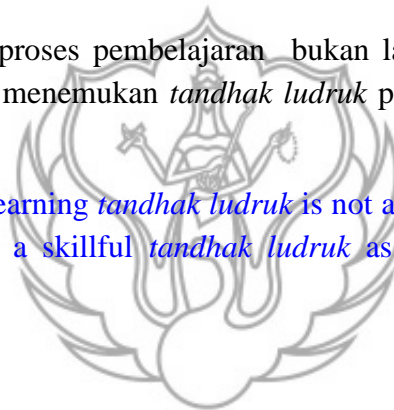 proses pembelajaran bukan la
menemukan tandhak ludruk p
earning tandhak ludruk is not a
a skillful tandhak ludruk as